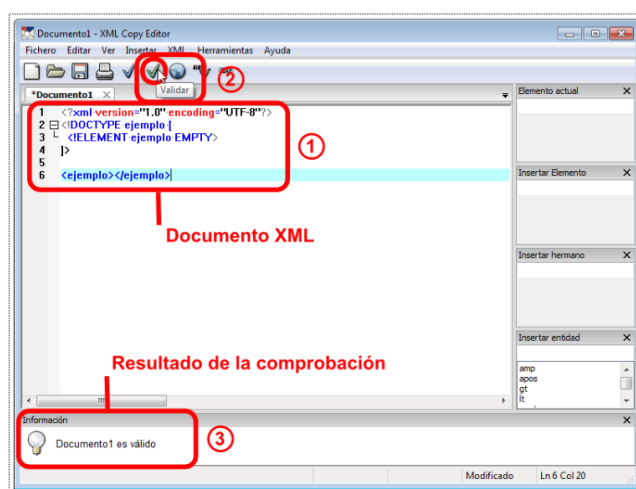 Documento1 - XML Copy Editor
Fichero Editar Ver Insertar XML Herramientas Ayuda
2
*Documento1
Validar
Elemento actual
1 <?xml version="1.0" encoding="UTF-8"?>
2 <!DOCTYPE ejemplo [
3 <!ELEMENT ejemplo EMPTY>
4 ]>
5
6 <ejemplo></ejemplo>
1
Insertar Elemento
Documento XML
Insertar hermano
Insertar entidad
Resultado de la comprobación
amp
apos
gt
lt
Información
Documento1 es válido
3
Modificado Ln 6 Col 20